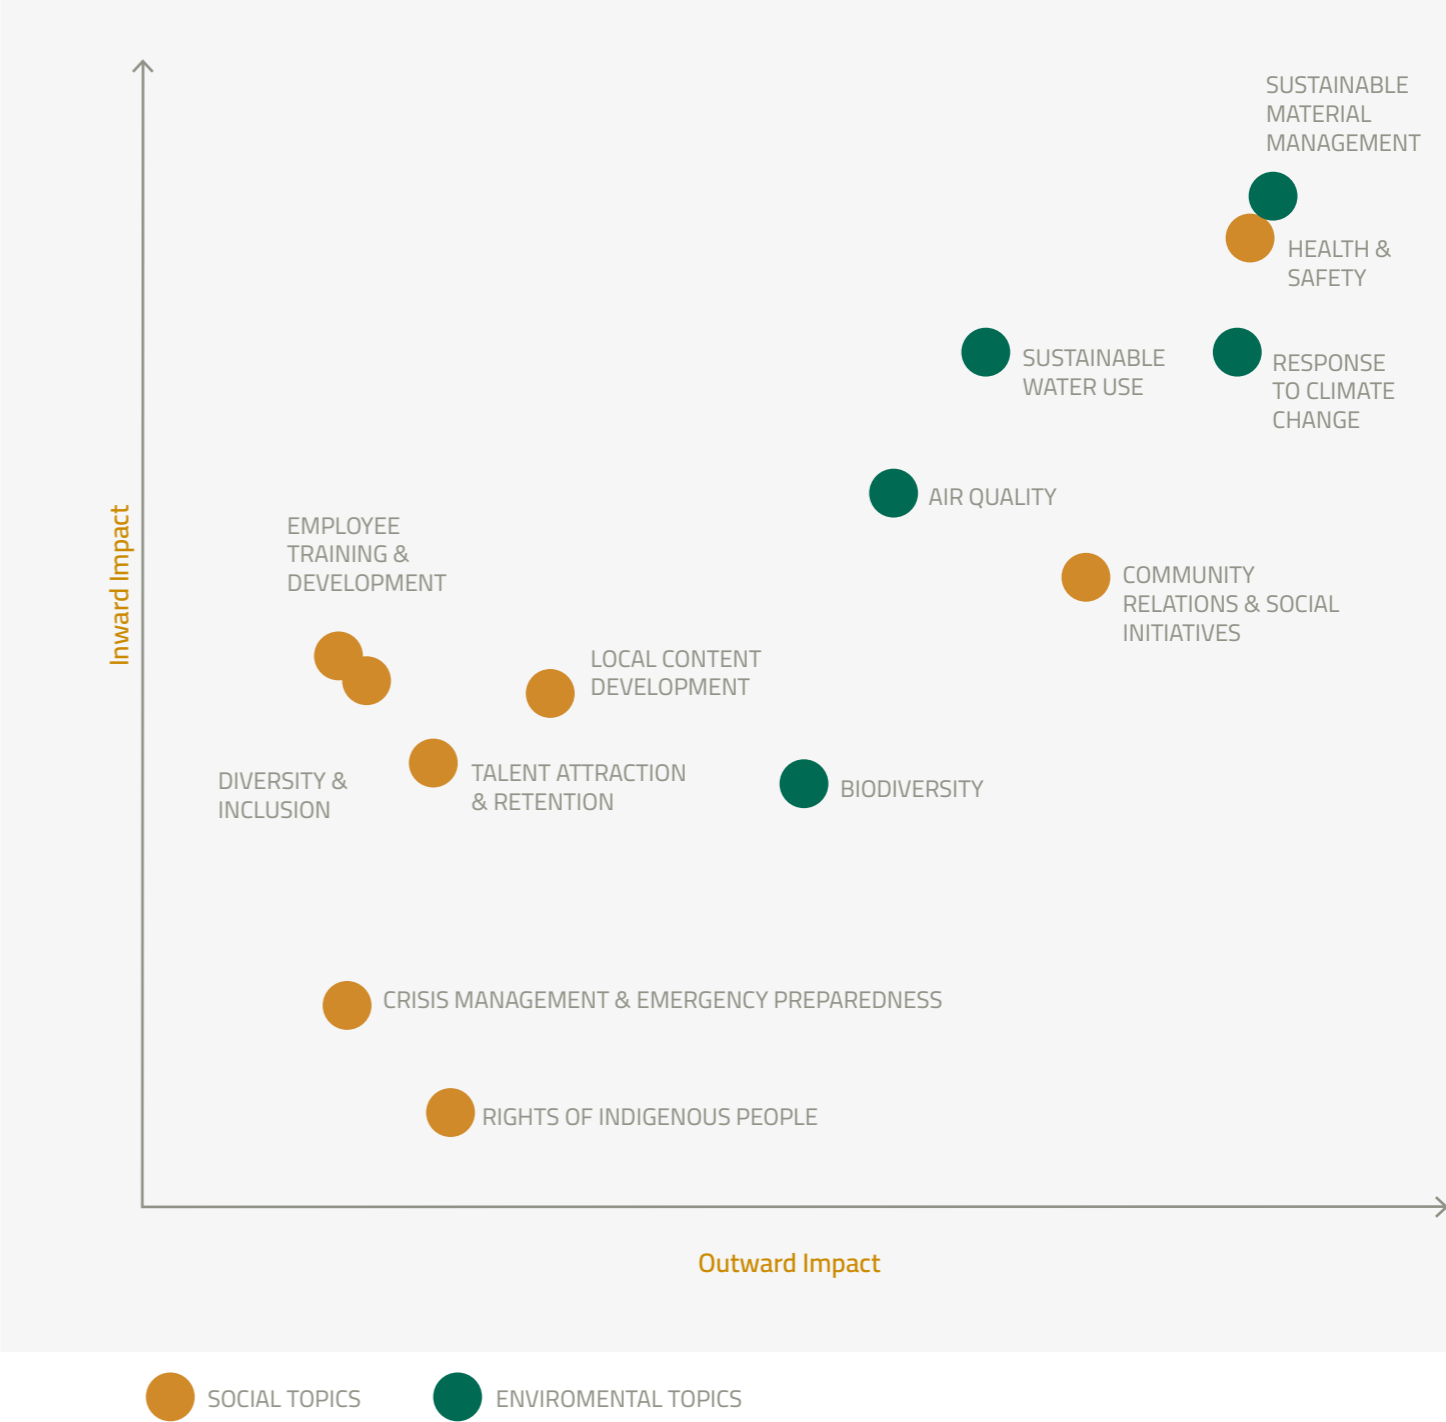 SUSTAINABLE
MATERIAL
MANAGEMENT
HEALTH &
SAFETY
SUSTAINABLE
WATER USE
RESPONSE
TO CLIMATE
CHANGE
AIR QUALITY
EMPLOYEE
TRAINING &
DEVELOPMENT
COMMUNITY
RELATIONS & SOCIAL
INITIATIVES
Inward Impact
LOCAL CONTENT
DEVELOPMENT
DIVERSITY &
INCLUSION
TALENT ATTRACTION
& RETENTION
BIODIVERSITY
CRISIS MANAGEMENT & EMERGENCY PREPAREDNESS
RIGHTS OF INDIGENOUS PEOPLE
Outward Impact
SOCIAL TOPICS
ENVIROMENTAL TOPICS